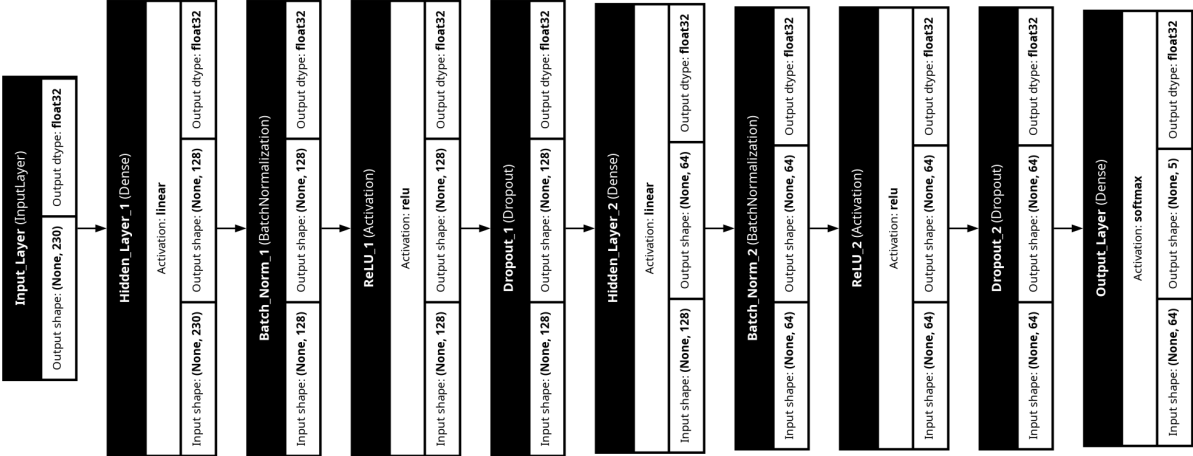 Input_Layer (InputLayer)
Output shape: (None, 230) Output dtype: float32
Hidden_Layer_1 (Dense)
Activation: linear
Input shape: (None, 230) Output shape: (None, 128) Output dtype: float32
Batch_Norm_1 (BatchNormalization)
Input shape: (None, 128) Output shape: (None, 128) Output dtype: float32
ReLU_1 (Activation)
Activation: relu
Input shape: (None, 128) Output shape: (None, 128) Output dtype: float32
Dropout_1 (Dropout)
Input shape: (None, 128) Output shape: (None, 128) Output dtype: float32
Hidden_Layer_2 (Dense)
Activation: linear
Input shape: (None, 128) Output shape: (None, 64) Output dtype: float32
Batch_Norm_2 (BatchNormalization)
Input shape: (None, 64) Output shape: (None, 64) Output dtype: float32
ReLU_2 (Activation)
Activation: relu
Input shape: (None, 64) Output shape: (None, 64) Output dtype: float32
Dropout_2 (Dropout)
Input shape: (None, 64) Output shape: (None, 64) Output dtype: float32
Output_Layer (Dense)
Activation: softmax
Input shape: (None, 64) Output shape: (None, 5) Output dtype: float32